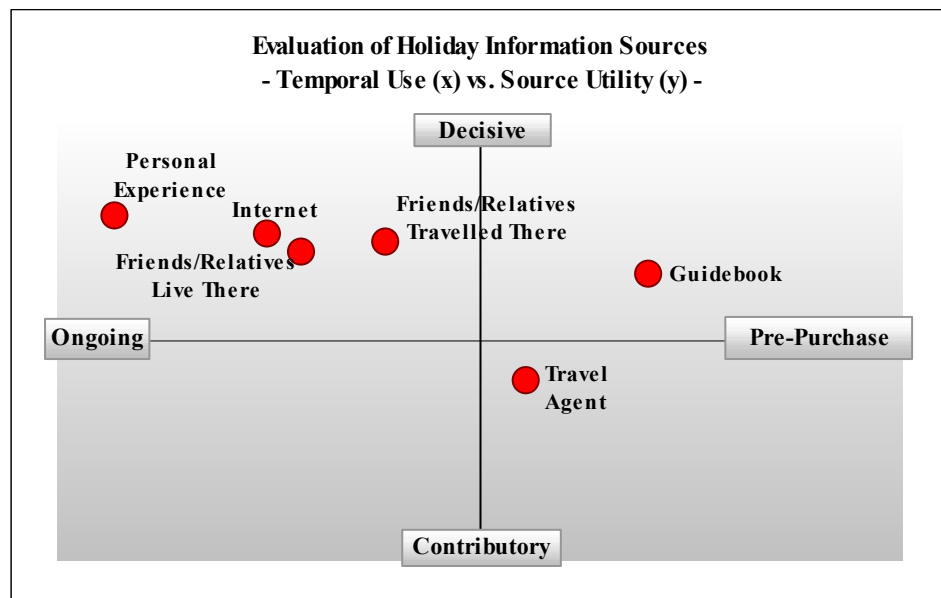 Evaluation of Holiday Information Sources
- Temporal Use (x) vs. Source Utility (y) -
Decisive
Personal
Experience
Internet
Friends/Relatives
Travelled There
Friends/Relatives
Live There
Guidebook
Ongoing
Pre-Purchase
Travel
Agent
Contributory